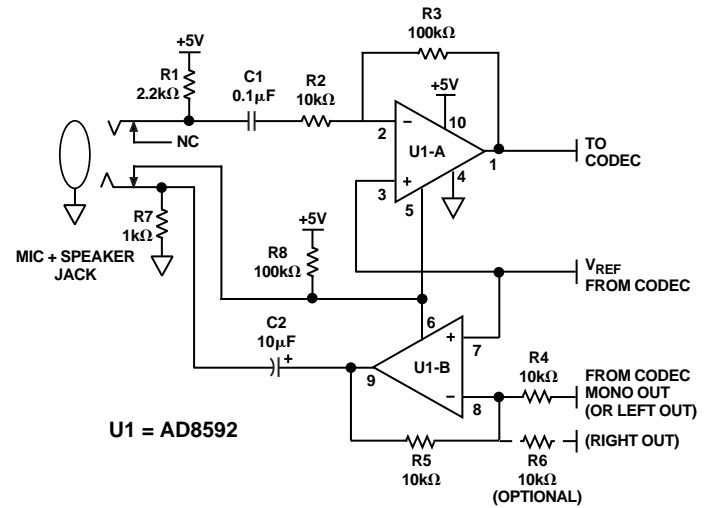 R3
100kΩ
+5V
R1
2.2kΩ
C1
0.1µF
R2
10kΩ
+5V
10
2
−
U1-A
1
TO
CODEC
NC
+
3
4
5
R7
1kΩ
+5V
R8
100kΩ
MIC + SPEAKER
JACK
VREF
FROM CODEC
C2
10µF
+
6
+
7
U1-B
9
−
8
R4
10kΩ
FROM CODEC
MONO OUT
(OR LEFT OUT)
U1 = AD8592
R5
10kΩ
R6
10kΩ
(OPTIONAL)
(RIGHT OUT)